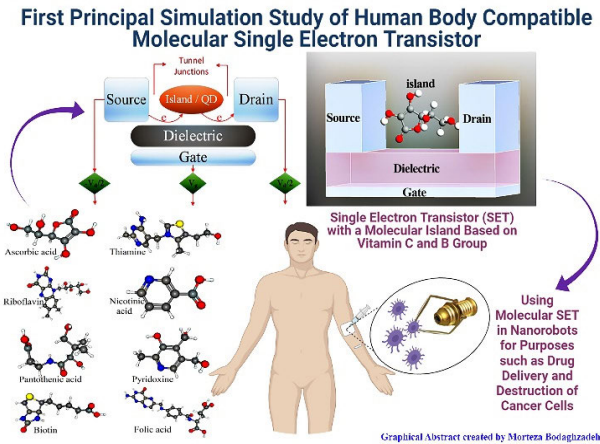 First Principal Simulation Study of Human Body Compatible
Molecular Single Electron Transistor
Tunnel
Junctions
Source
Island / QD
Drain
e
e
Dielectric
Gate
island
Source
Drain
Dielectric
Gate
Single Electron Transistor (SET)
with a Molecular Island Based on
Vitamin C and B Group
Ascorbic acid
Thiamine
Riboflavin
Nicotinic
acid
Pantothenic acid
Pyridoxine
Biotin
Folic acid
Using
Molecular SET
in Nanorobots
for Purposes
such as Drug
Delivery and
Destruction of
Cancer Cells
Graphical Abstract created by Morteza Bodaghzadeh